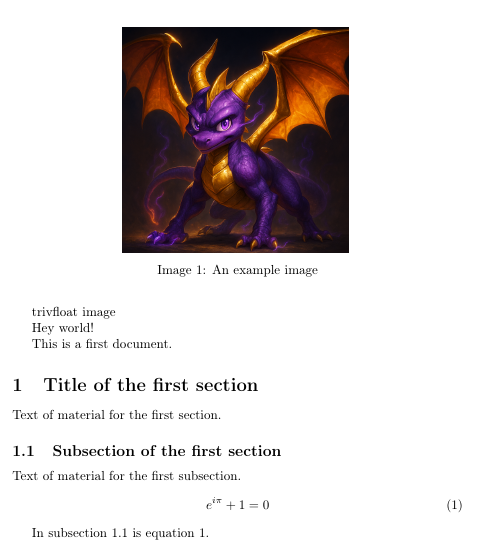 Image 1: An example image
trivfloat image
Hey world!
This is a first document.
1 Title of the first section
Text of material for the first section.
1.1 Subsection of the first section
Text of material for the first subsection.
e^{iπ} + 1 = 0 (1)
In subsection 1.1 is equation 1.